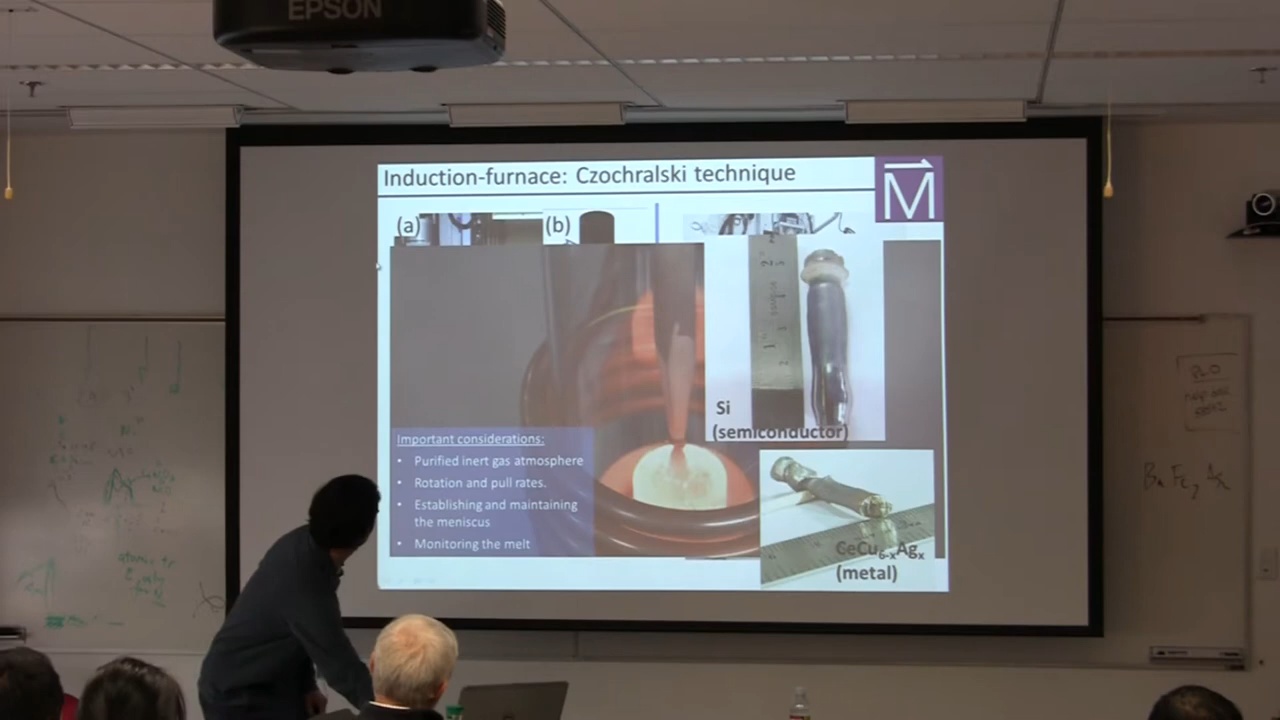 EPSON
Induction-furnace: Czochralski technique
M
(a)
(b)
Si
(semiconductor)
Important considerations:
• Purified inert gas atmosphere
• Rotation and pull rates.
• Establishing and maintaining
the meniscus
• Monitoring the melt
CeCu6-xAgx
(metal)